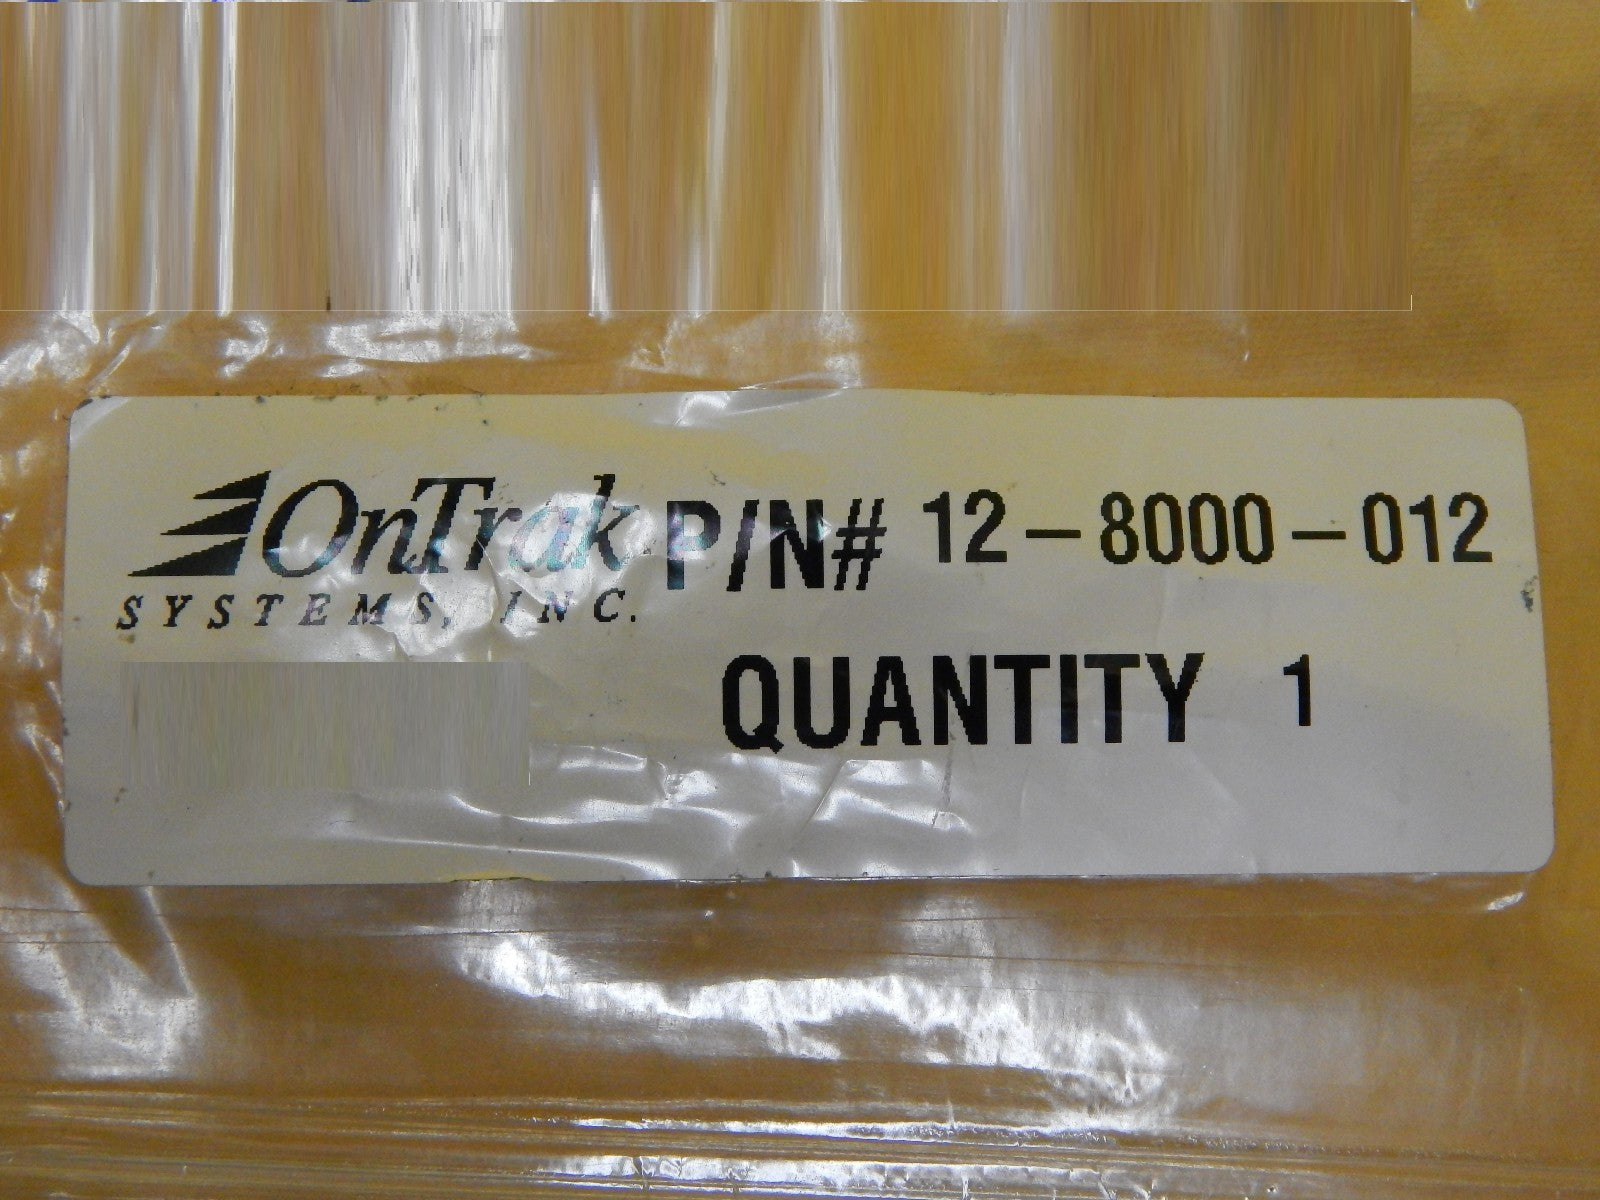 OnTrak P/N# 12-8000-012
SYSTEMS, INC.
QUANTITY 1